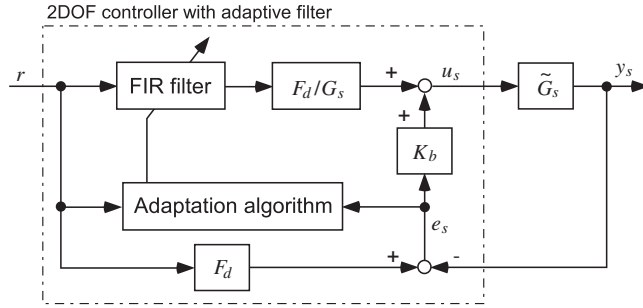 2DOF controller with adaptive filter
r
FIR filter
F_d/G_s
+
+
u_s
G̃_s
y_s
K_b
Adaptation algorithm
e_s
F_d
+
-